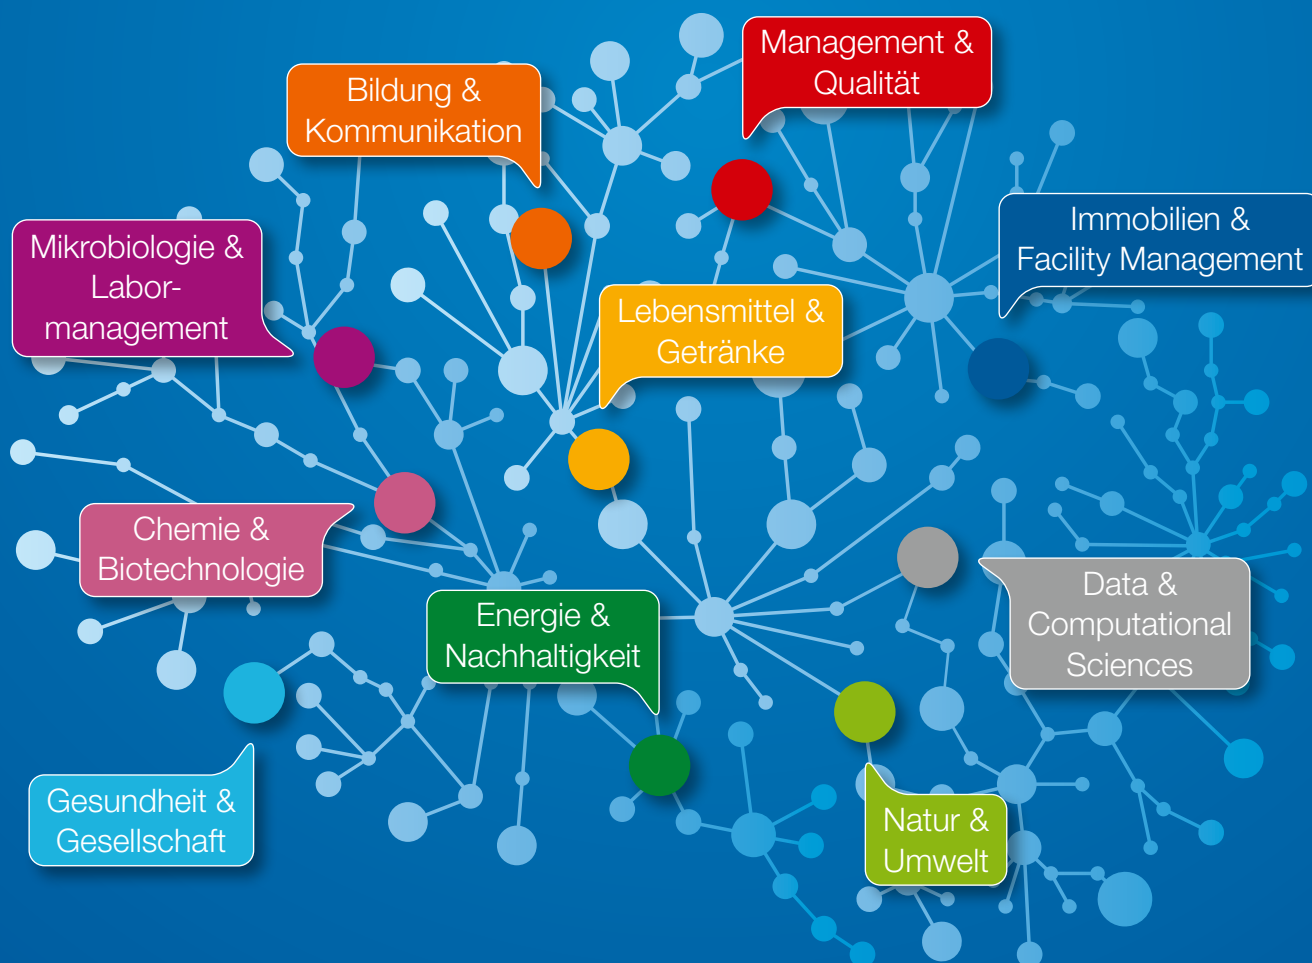 Management &
Qualität
Bildung &
Kommunikation
Immobilien &
Facility Management
Mikrobiologie &
Labor-
management
Lebensmittel &
Getränke
Chemie &
Biotechnologie
Data &
Computational
Sciences
Energie &
Nachhaltigkeit
Gesundheit &
Gesellschaft
Natur &
Umwelt